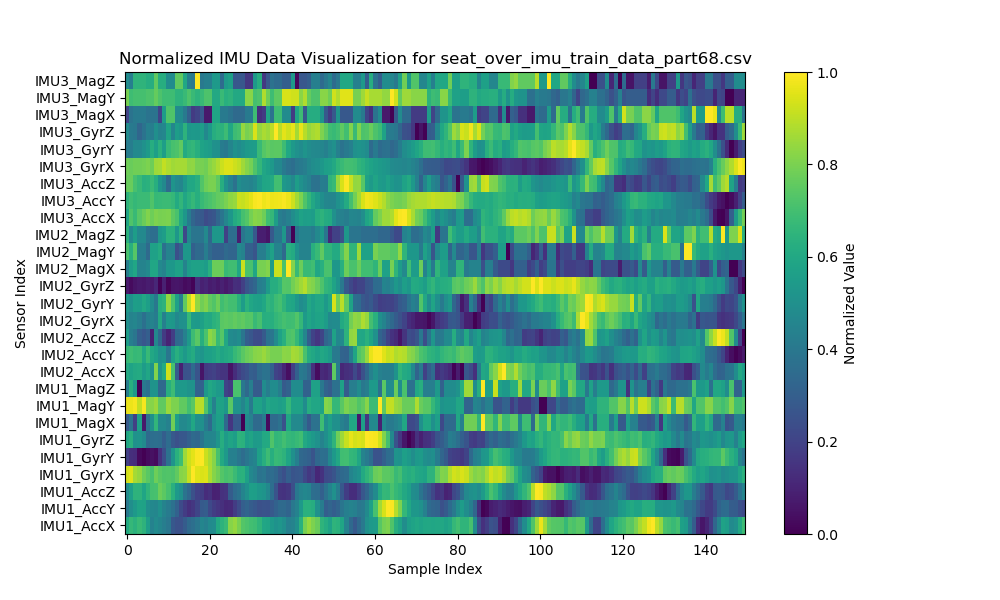 Normalized IMU Data Visualization for seat_over_imu_train_data_part68.csv
Sensor Index
IMU3_MagZ
IMU3_MagY
IMU3_MagX
IMU3_GyrZ
IMU3_GyrY
IMU3_GyrX
IMU3_AccZ
IMU3_AccY
IMU3_AccX
IMU2_MagZ
IMU2_MagY
IMU2_MagX
IMU2_GyrZ
IMU2_GyrY
IMU2_GyrX
IMU2_AccZ
IMU2_AccY
IMU2_AccX
IMU1_MagZ
IMU1_MagY
IMU1_MagX
IMU1_GyrZ
IMU1_GyrY
IMU1_GyrX
IMU1_AccZ
IMU1_AccY
IMU1_AccX
0 20 40 60 80 100 120 140
Sample Index
1.0
0.8
0.6
0.4
0.2
0.0
Normalized Value